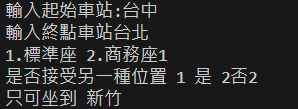 輸入起始車站:台中
輸入終點車站台北
1.標準座 2.商務座1
是否接受另一種位置 1 是 2否2
只可坐到 新竹